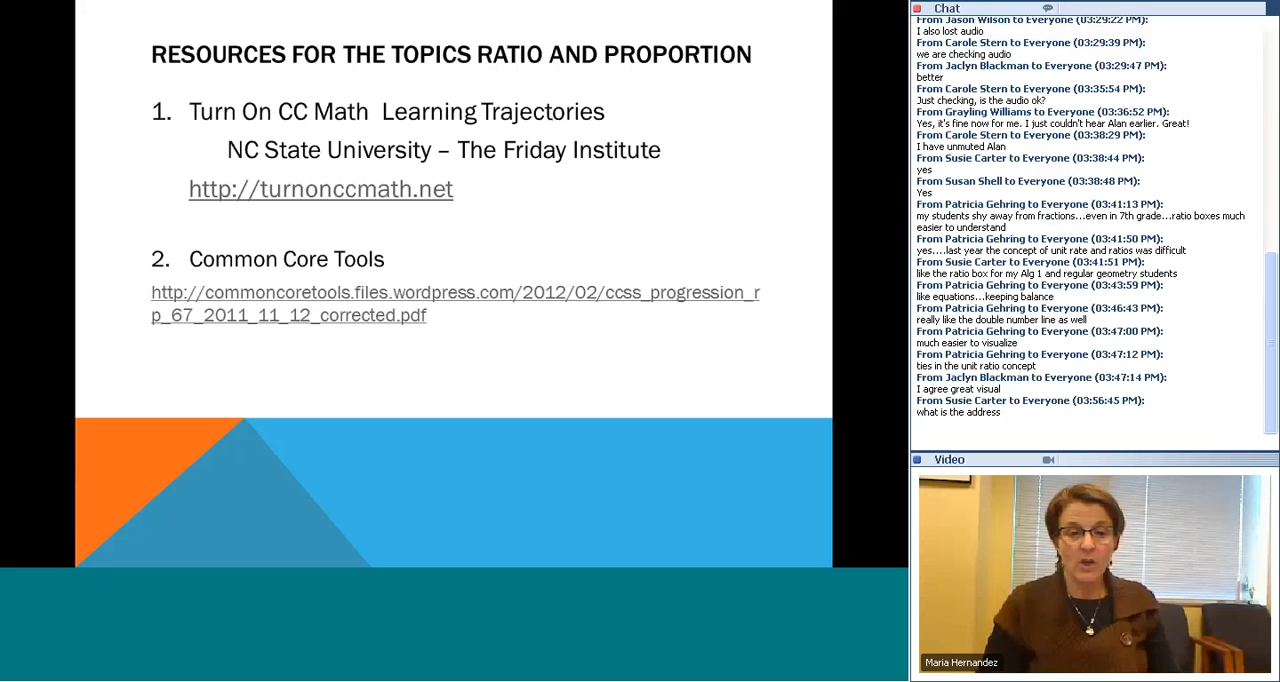 RESOURCES FOR THE TOPICS RATIO AND PROPORTION
1. Turn On CC Math Learning Trajectories
NC State University – The Friday Institute
http://turnonccmath.net
2. Common Core Tools
http://commoncoretools.files.wordpress.com/2012/02/ccss_progression_r
p_67_2011_11_12_corrected.pdf
Chat
From Jason Wilson to Everyone (03:29:22 PM):
I also lost audio
From Carole Stern to Everyone (03:29:39 PM):
we are checking audio
From Jaclyn Blackman to Everyone (03:29:47 PM):
better
From Carole Stern to Everyone (03:35:54 PM):
Just checking, is the audio ok?
From Grayling Williams to Everyone (03:36:52 PM):
Yes, it's fine now for me. I just couldn't hear Alan earlier. Great!
From Carole Stern to Everyone (03:38:29 PM):
I have unmuted Alan
From Susie Carter to Everyone (03:38:44 PM):
yes
From Susan Shell to Everyone (03:38:48 PM):
Yes
From Patricia Gehring to Everyone (03:41:13 PM):
my students shy away from fractions...even in 7th grade...ratio boxes much
easier to understand
From Patricia Gehring to Everyone (03:41:50 PM):
yes....last year the concept of unit rate and ratios was difficult
From Susie Carter to Everyone (03:41:51 PM):
like the ratio box for my Alg 1 and regular geometry students
From Patricia Gehring to Everyone (03:43:59 PM):
like equations...keeping balance
From Patricia Gehring to Everyone (03:46:43 PM):
really like the double number line as well
From Patricia Gehring to Everyone (03:47:00 PM):
much easier to visualize
From Patricia Gehring to Everyone (03:47:12 PM):
ties in the unit ratio concept
From Jaclyn Blackman to Everyone (03:47:14 PM):
I agree great visual
From Susie Carter to Everyone (03:56:45 PM):
what is the address
Video
Maria Hernandez